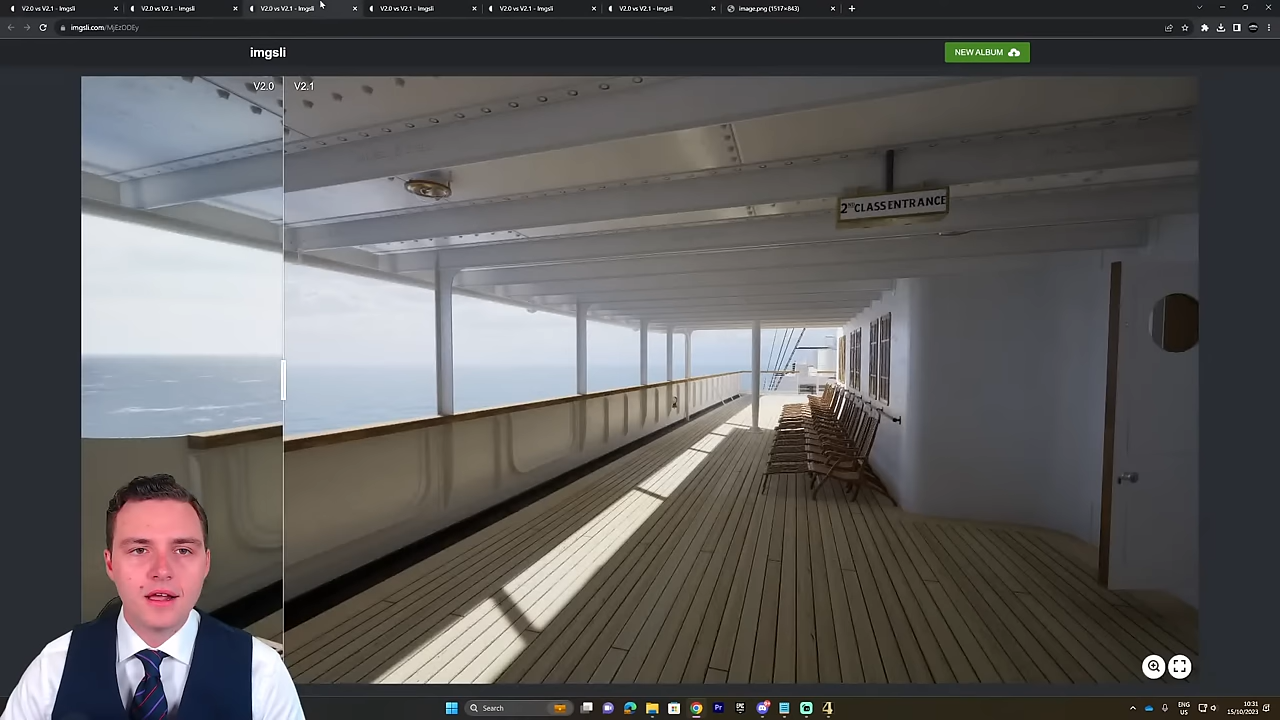 V2.0 vs V2.1 - Imgsli
V2.0 vs V2.1 - Imgsli
V2.0 vs V2.1 - Imgsli
V2.0 vs V2.1 - Imgsli
V2.0 vs V2.1 - Imgsli
V2.0 vs V2.1 - Imgsli
image.png (1517×843)
imgsli.com/MjEzODEy
imgsli
NEW ALBUM
V2.0
V2.1
2ND CLASS ENTRANCE
Search
ENG
US
10:31
15/10/2023